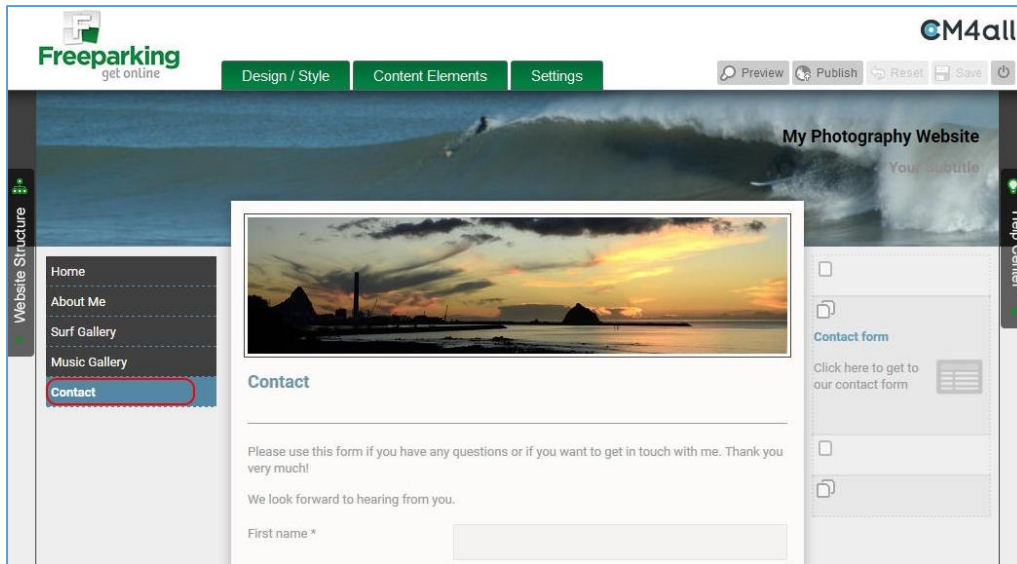 Freeparking
get online
CM4all
Design / Style
Content Elements
Settings
Preview
Publish
Reset
Save
My Photography Website
Your Subtitle
Website Structure
Help Center
Home
About Me
Surf Gallery
Music Gallery
Contact
Contact
Please use this form if you have any questions or if you want to get in touch with me. Thank you
very much!
We look forward to hearing from you.
First name *
Contact form
Click here to get to
our contact form